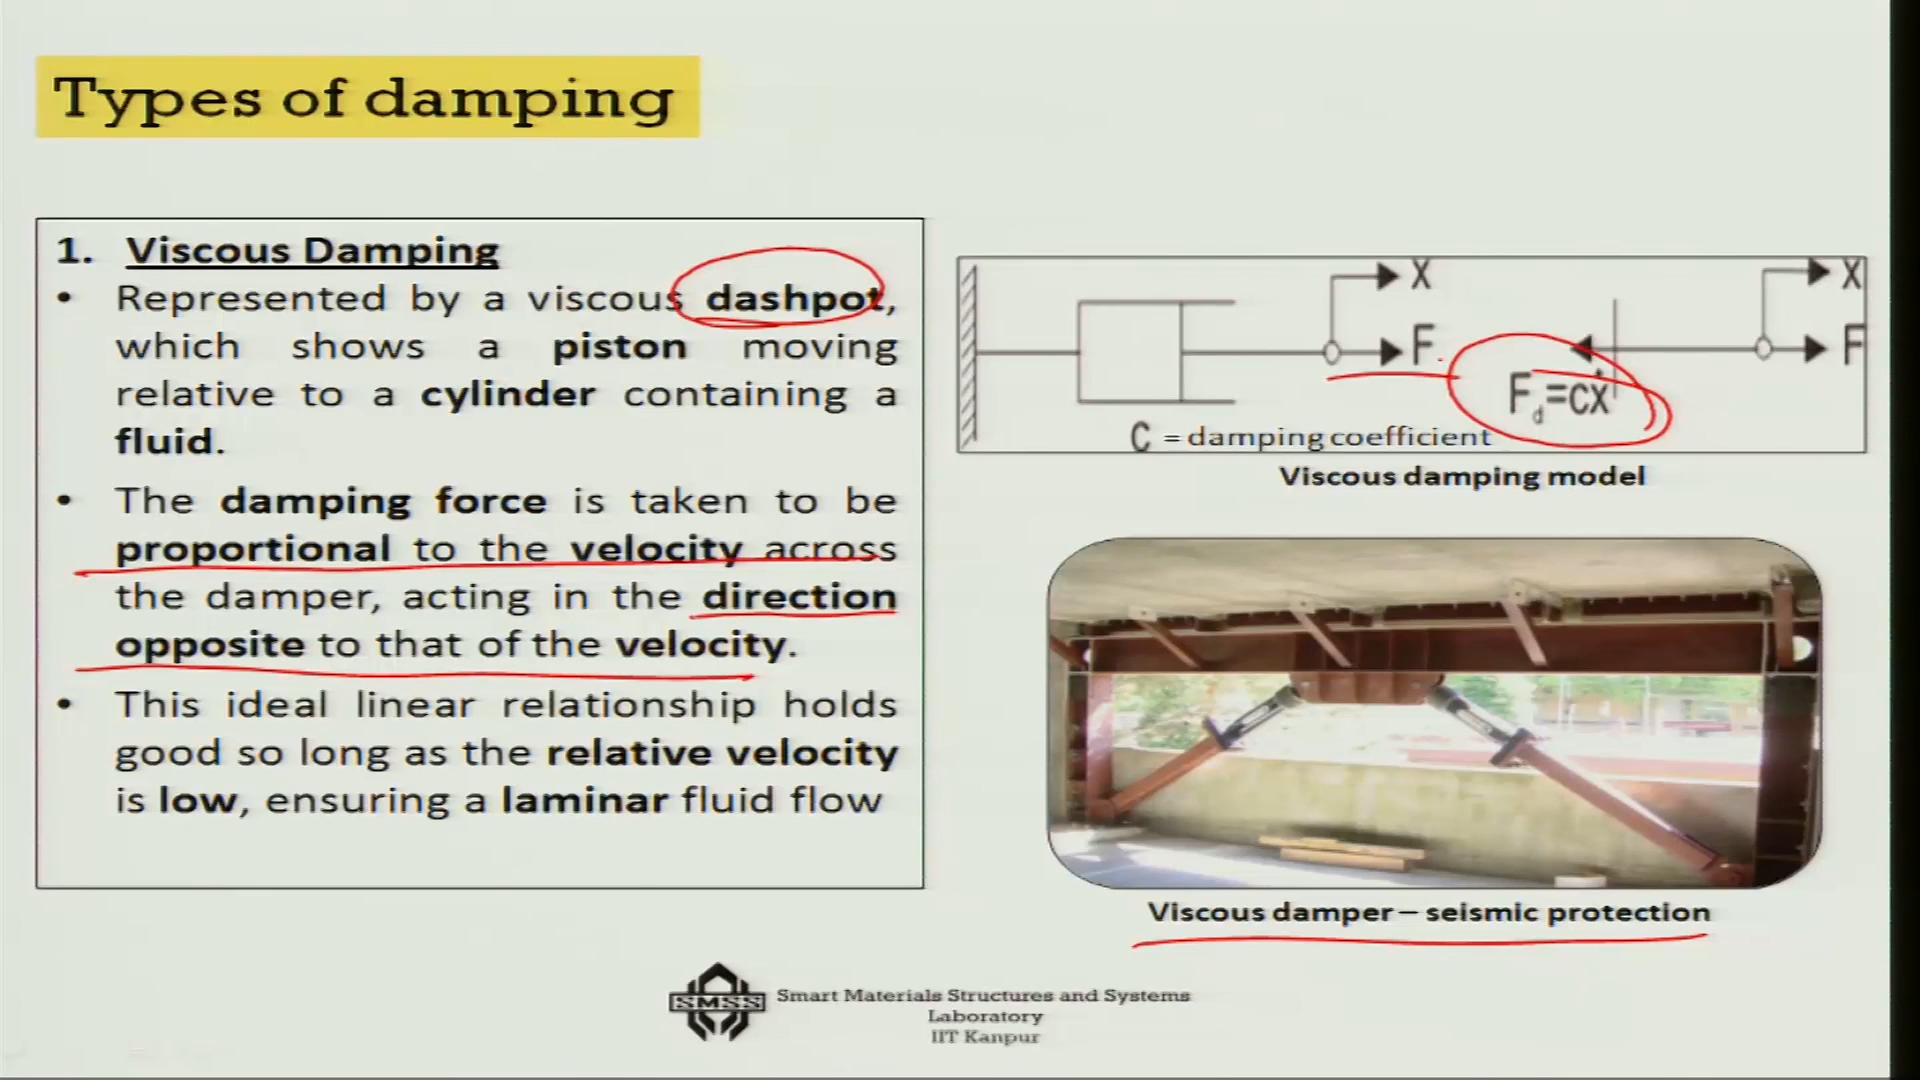 Types of damping
1. Viscous Damping
• Represented by a viscous dashpot,
which shows a piston moving
relative to a cylinder containing a
fluid.
• The damping force is taken to be
proportional to the velocity across
the damper, acting in the direction
opposite to that of the velocity.
• This ideal linear relationship holds
good so long as the relative velocity
is low, ensuring a laminar fluid flow
X
F
X
F
F_d=cẋ
C = damping coefficient
Viscous damping model
Viscous damper – seismic protection
SMSS
Smart Materials Structures and Systems
Laboratory
IIT Kanpur